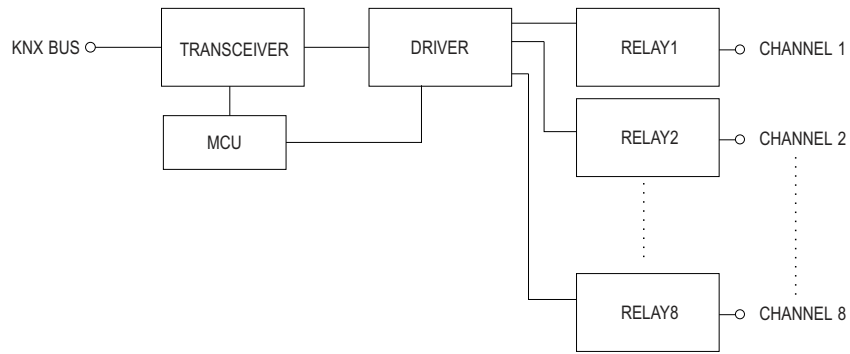 KNX BUS
TRANSCEIVER
DRIVER
RELAY1
CHANNEL 1
MCU
RELAY2
CHANNEL 2
RELAY8
CHANNEL 8